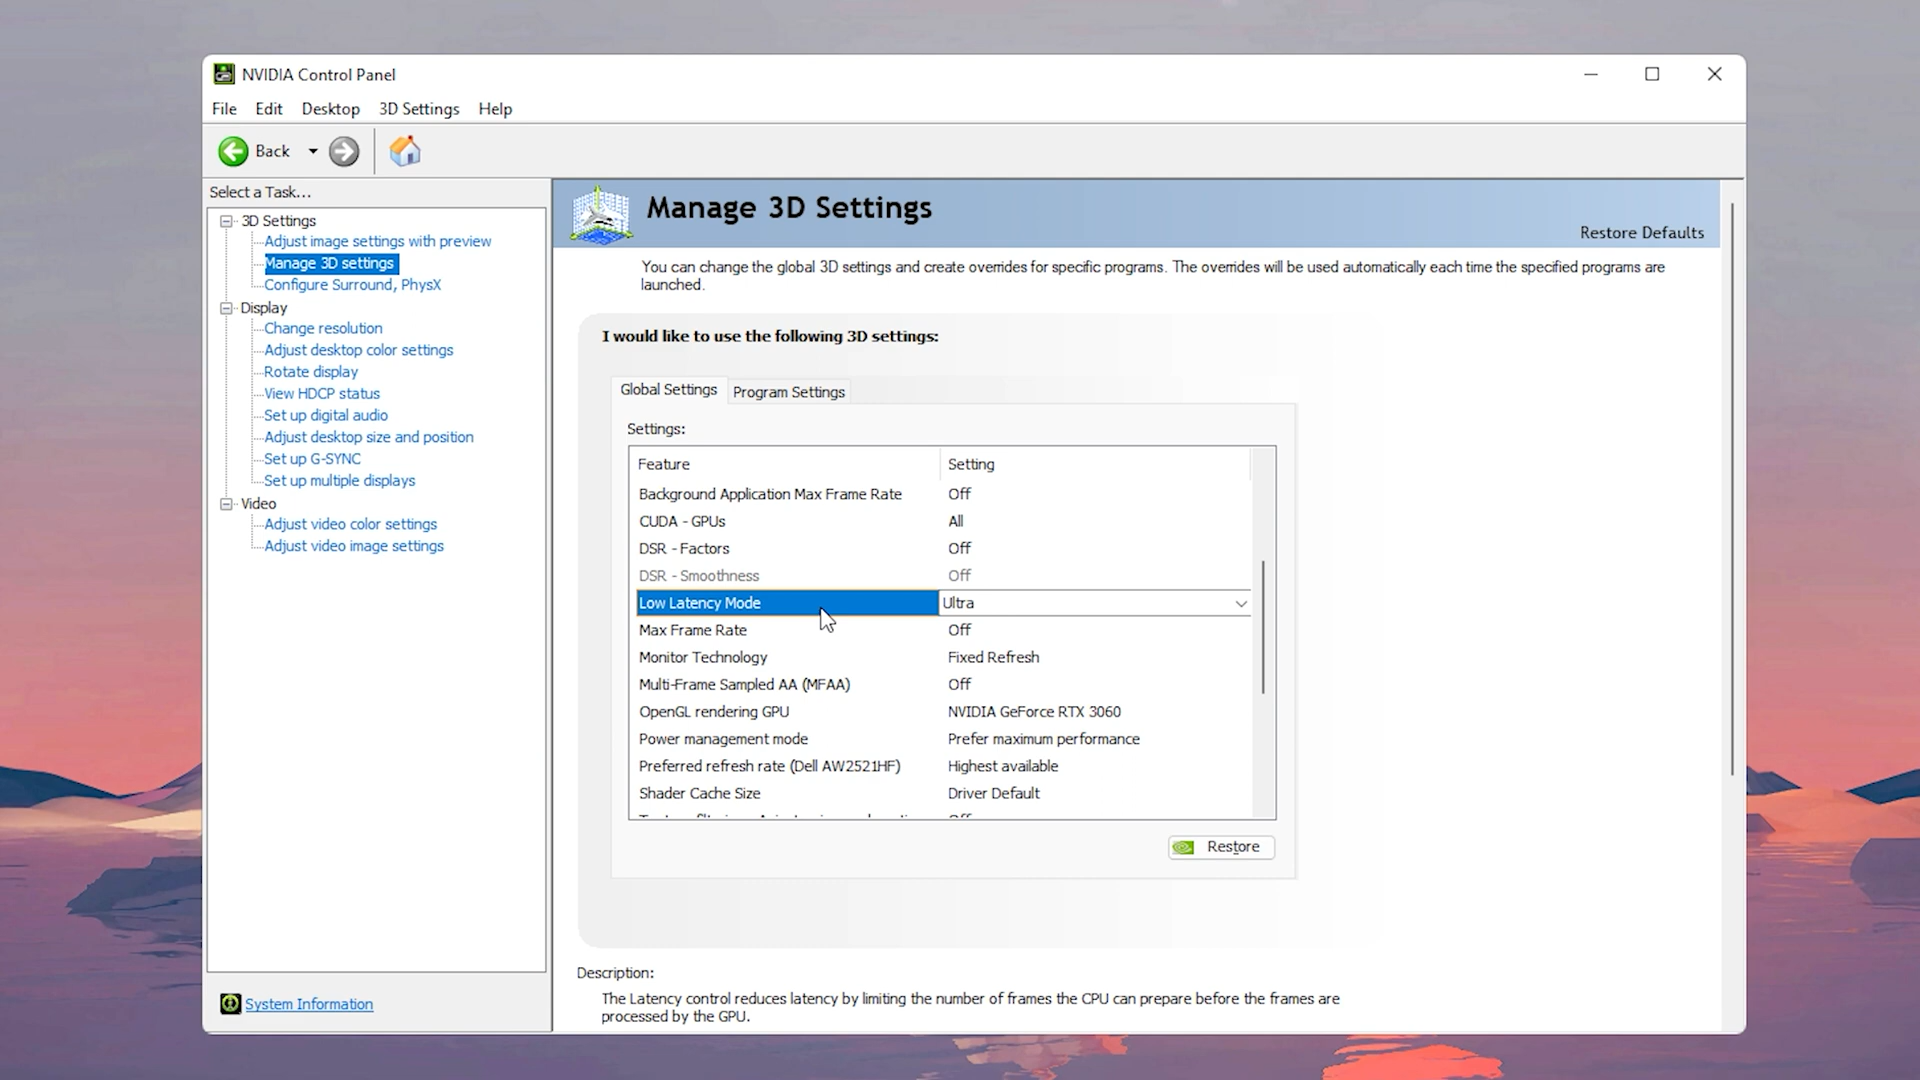 NVIDIA Control Panel
File Edit Desktop 3D Settings Help
Back
Select a Task...
3D Settings
Adjust image settings with preview
Manage 3D settings
Configure Surround, PhysX
Display
Change resolution
Adjust desktop color settings
Rotate display
View HDCP status
Set up digital audio
Adjust desktop size and position
Set up G-SYNC
Set up multiple displays
Video
Adjust video color settings
Adjust video image settings
System Information
Manage 3D Settings
Restore Defaults
You can change the global 3D settings and create overrides for specific programs. The overrides will be used automatically each time the specified programs are
launched.
I would like to use the following 3D settings:
Global Settings Program Settings
Settings:
Feature Setting
Background Application Max Frame Rate Off
CUDA - GPUs All
DSR - Factors Off
DSR - Smoothness Off
Low Latency Mode Ultra
Max Frame Rate Off
Monitor Technology Fixed Refresh
Multi-Frame Sampled AA (MFAA) Off
OpenGL rendering GPU NVIDIA GeForce RTX 3060
Power management mode Prefer maximum performance
Preferred refresh rate (Dell AW2521HF) Highest available
Shader Cache Size Driver Default
Restore
Description:
The Latency control reduces latency by limiting the number of frames the CPU can prepare before the frames are
processed by the GPU.